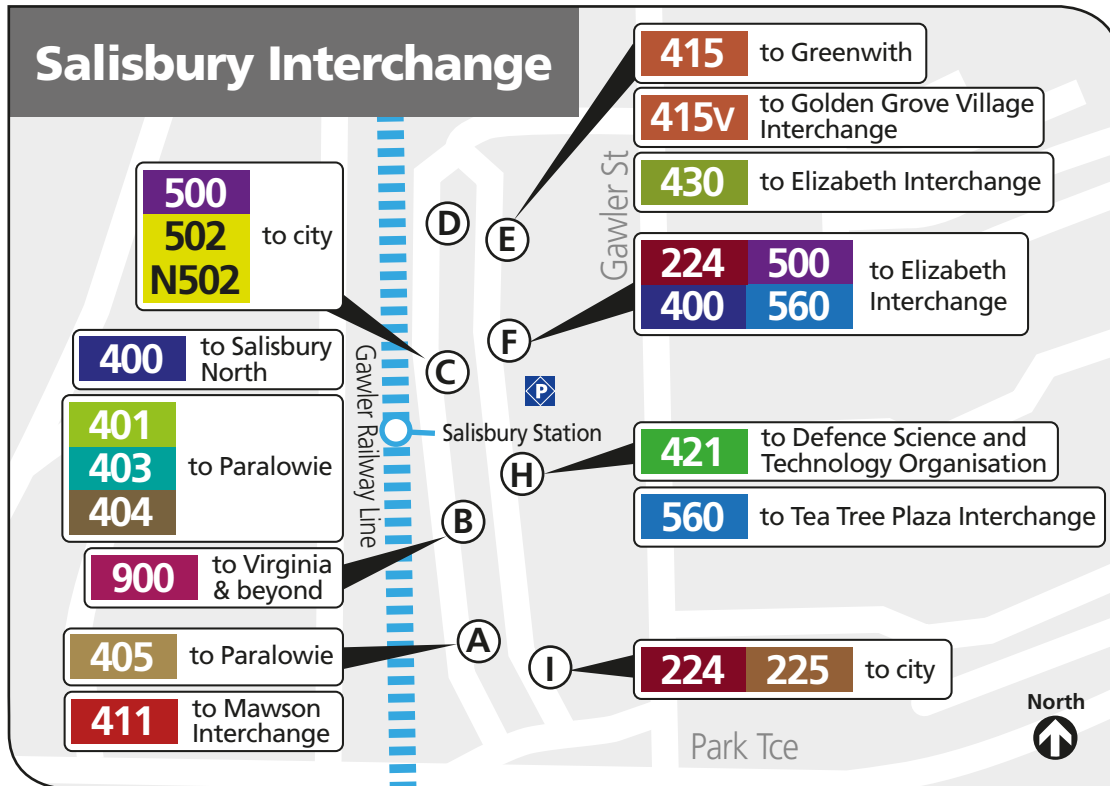 Salisbury Interchange
500
502
N502
to city
400
to Salisbury
North
401
403
404
to Paralowie
900
to Virginia
& beyond
405
to Paralowie
411
to Mawson
Interchange
415
to Greenwith
415V
to Golden Grove Village
Interchange
430
to Elizabeth Interchange
224 500
400 560
to Elizabeth
Interchange
421
to Defence Science and
Technology Organisation
560
to Tea Tree Plaza Interchange
224 225 to city
D
E
F
C
P
H
B
A
I
Gawler St
Gawler Railway Line
Salisbury Station
Park Tce
North